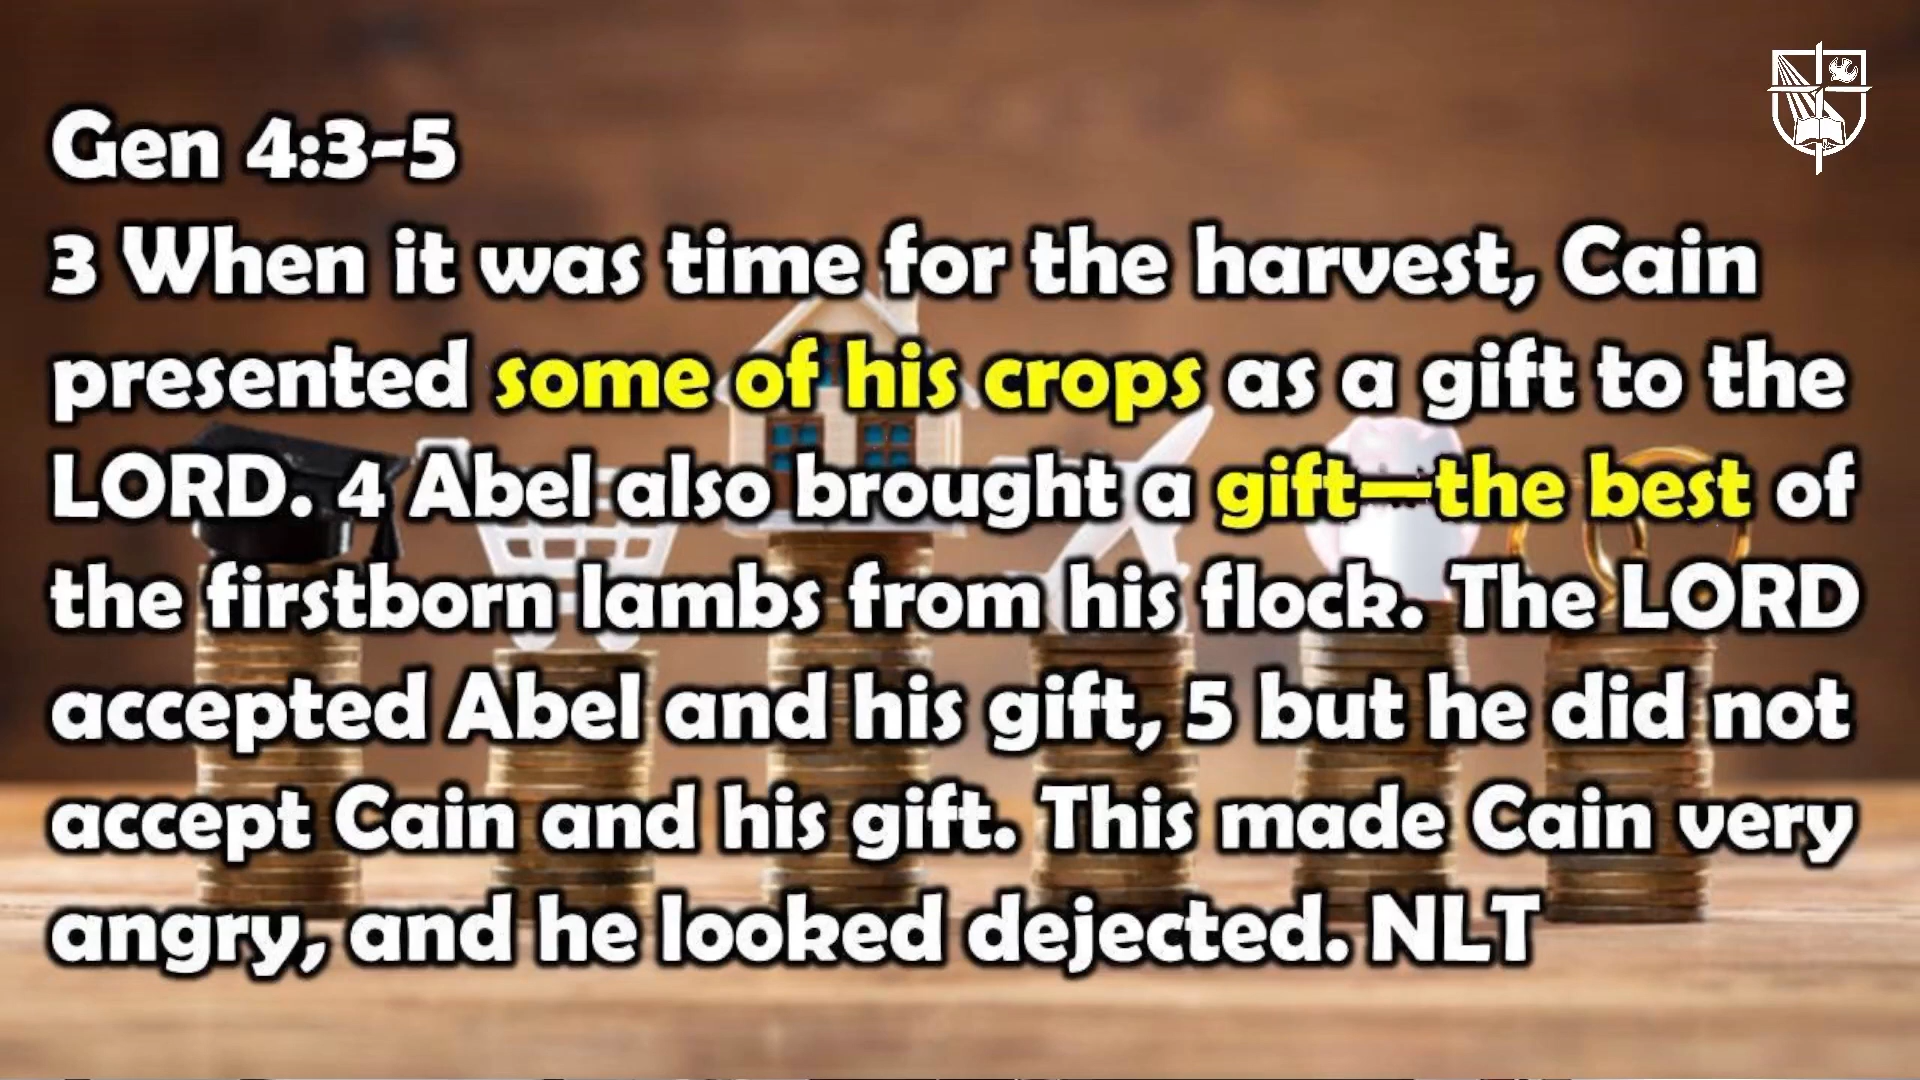 Gen 4:3-5
3 When it was time for the harvest, Cain
presented some of his crops as a gift to the
LORD. 4 Abel also brought a gift—the best of
the firstborn lambs from his flock. The LORD
accepted Abel and his gift, 5 but he did not
accept Cain and his gift. This made Cain very
angry, and he looked dejected. NLT